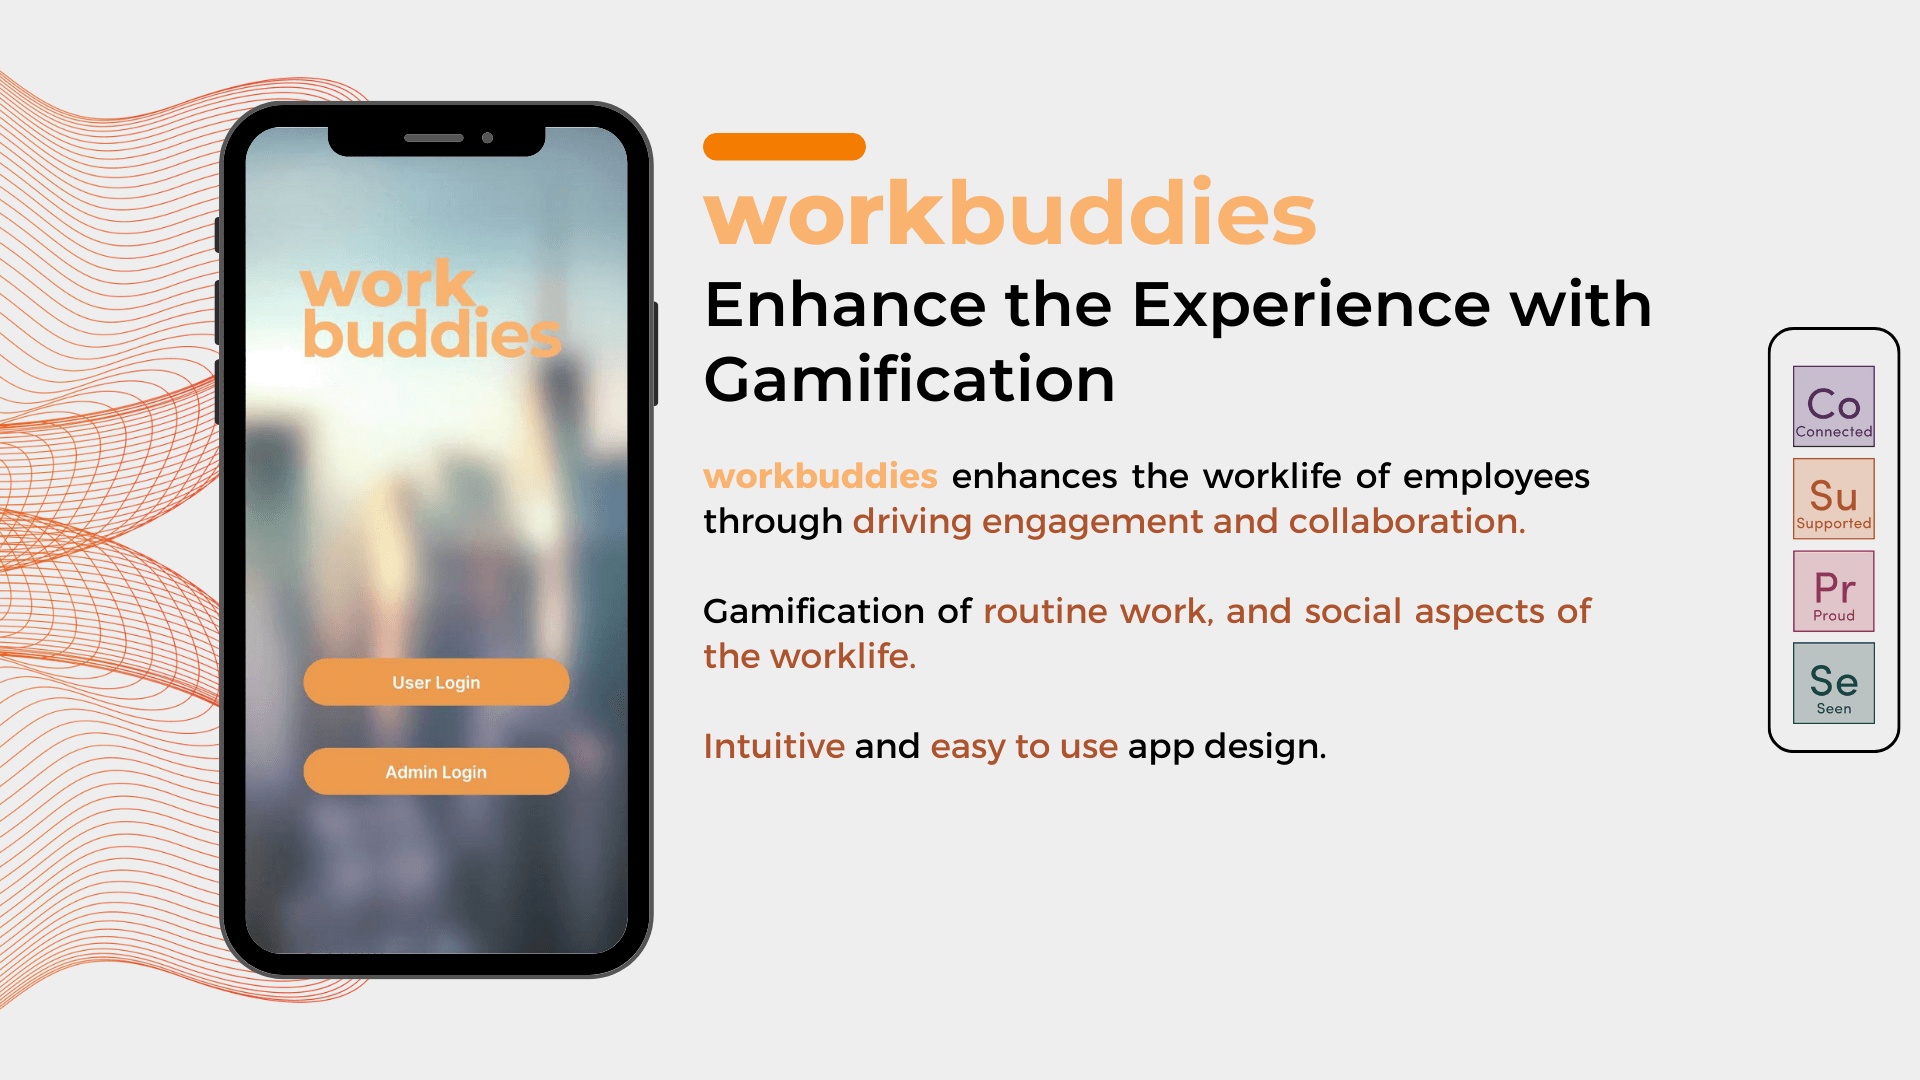 work
buddies
User Login
Admin Login
workbuddies
Enhance the Experience with
Gamification
workbuddies enhances the worklife of employees
through driving engagement and collaboration.
Gamification of routine work, and social aspects of
the worklife.
Intuitive and easy to use app design.
Co
Connected
Su
Supported
Pr
Proud
Se
Seen